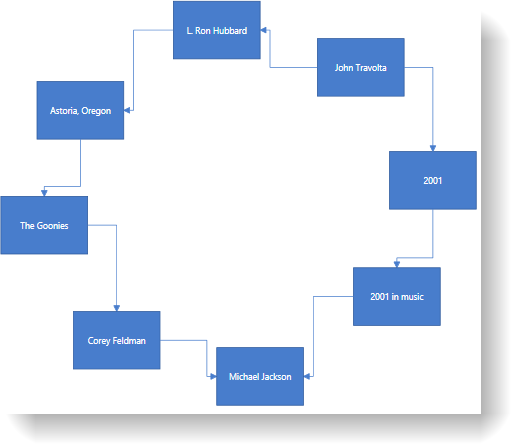 L. Ron Hubbard
John Travolta
Astoria, Oregon
2001
The Goonies
2001 in music
Corey Feldman
Michael Jackson